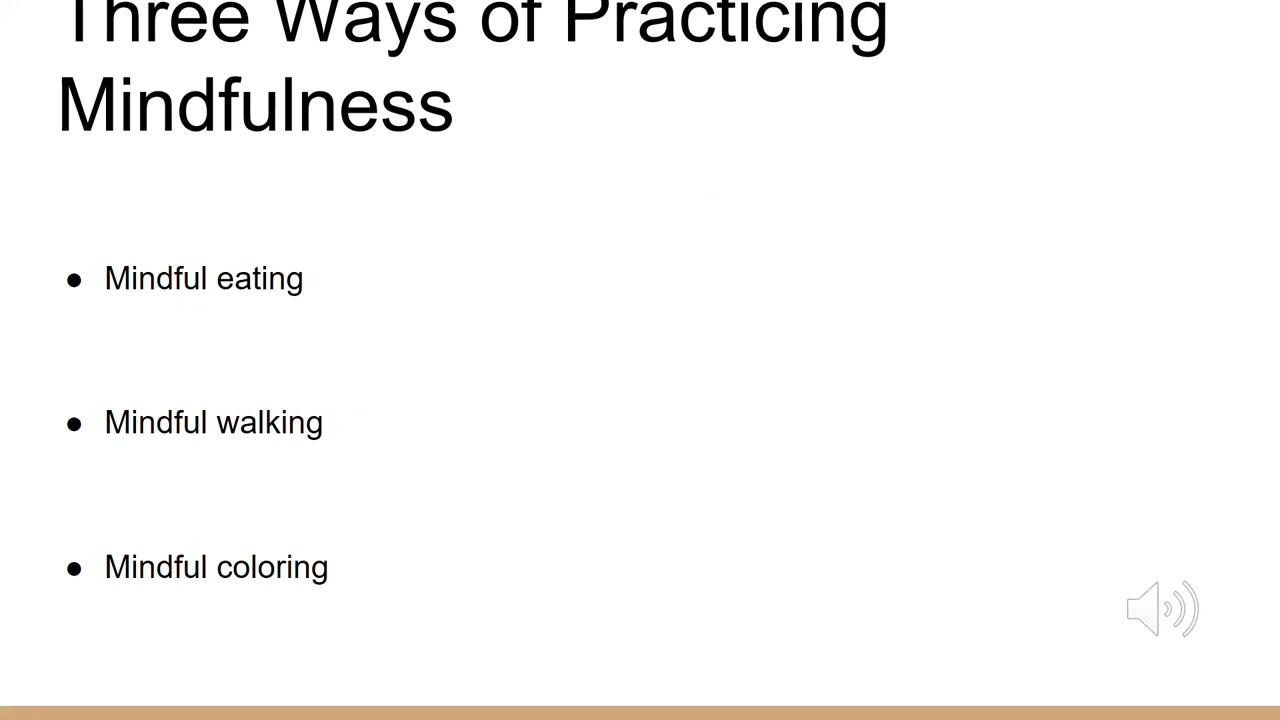 Three Ways of Practicing
Mindfulness
● Mindful eating
● Mindful walking
● Mindful coloring